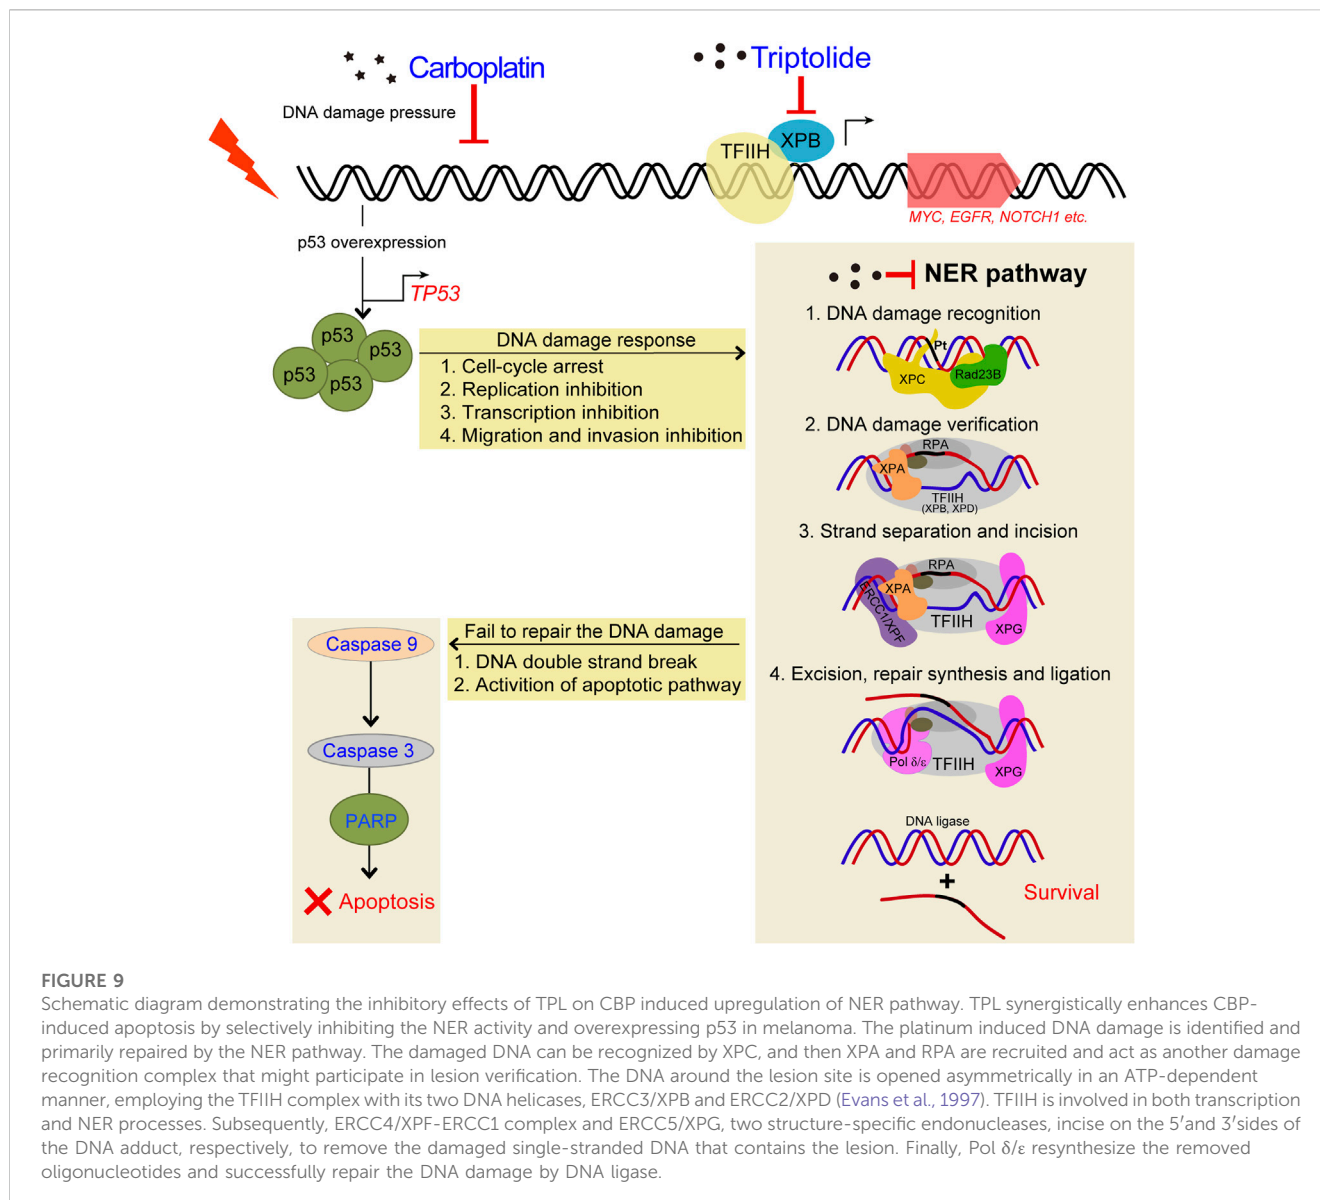 Carboplatin
Triptolide
DNA damage pressure
XPB
TFIIH
MYC, EGFR, NOTCH1 etc.
p53 overexpression
TP53
p53
p53
p53
p53
DNA damage response
1. Cell-cycle arrest
2. Replication inhibition
3. Transcription inhibition
4. Migration and invasion inhibition
NER pathway
1. DNA damage recognition
Pt
XPC
Rad23B
2. DNA damage verification
RPA
XPA
TFIIH
(XPB, XPD)
3. Strand separation and incision
RPA
XPA
ERCC1/XPF
TFIIH
XPG
4. Excision, repair synthesis and ligation
Pol δ/ε
TFIIH
XPG
DNA ligase
+
Survival
Fail to repair the DNA damage
1. DNA double strand break
2. Activition of apoptotic pathway
Caspase 9
Caspase 3
PARP
Apoptosis
FIGURE 9
Schematic diagram demonstrating the inhibitory effects of TPL on CBP induced upregulation of NER pathway. TPL synergistically enhances CBP-
induced apoptosis by selectively inhibiting the NER activity and overexpressing p53 in melanoma. The platinum induced DNA damage is identified and
primarily repaired by the NER pathway. The damaged DNA can be recognized by XPC, and then XPA and RPA are recruited and act as another damage
recognition complex that might participate in lesion verification. The DNA around the lesion site is opened asymmetrically in an ATP-dependent
manner, employing the TFIIH complex with its two DNA helicases, ERCC3/XPB and ERCC2/XPD (Evans et al., 1997). TFIIH is involved in both transcription
and NER processes. Subsequently, ERCC4/XPF-ERCC1 complex and ERCC5/XPG, two structure-specific endonucleases, incise on the 5′and 3′sides of
the DNA adduct, respectively, to remove the damaged single-stranded DNA that contains the lesion. Finally, Pol δ/ε resynthesize the removed
oligonucleotides and successfully repair the DNA damage by DNA ligase.